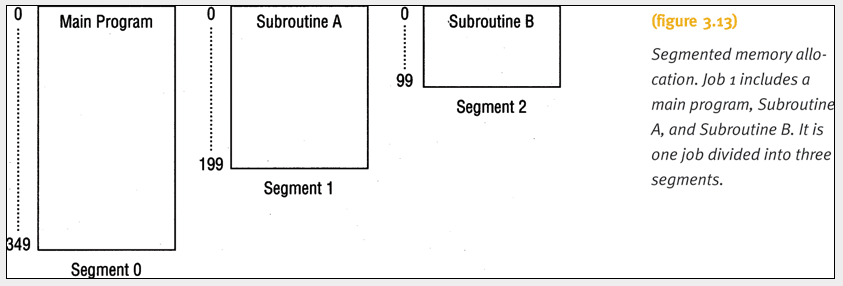 0
Main Program
349
Segment 0
0
Subroutine A
199
Segment 1
0
Subroutine B
99
Segment 2
(figure 3.13)
Segmented memory allo-
cation. Job 1 includes a
main program, Subroutine
A, and Subroutine B. It is
one job divided into three
segments.